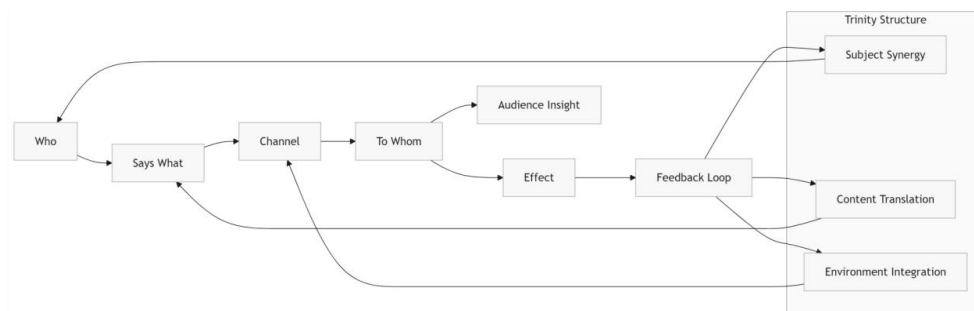 Trinity Structure
Subject Synergy
Audience Insight
Who
Channel
To Whom
Says What
Effect
Feedback Loop
Content Translation
Environment Integration